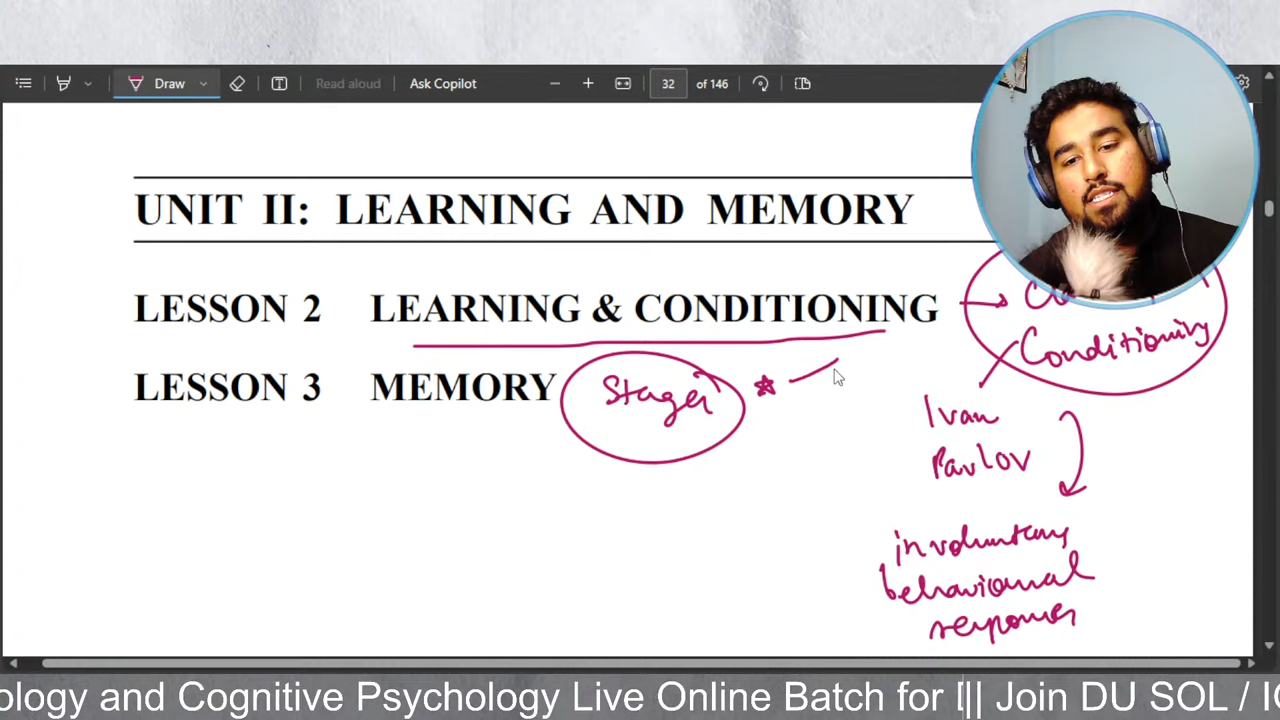 Draw
Read aloud
Ask Copilot
32
of 146
UNIT II: LEARNING AND MEMORY
LESSON 2 LEARNING & CONDITIONING
Conditioning
LESSON 3 MEMORY
Stages
Ivan
Pavlov
involuntary
behavioural
responses
ology and Cognitive Psychology Live Online Batch for || Join DU SOL /